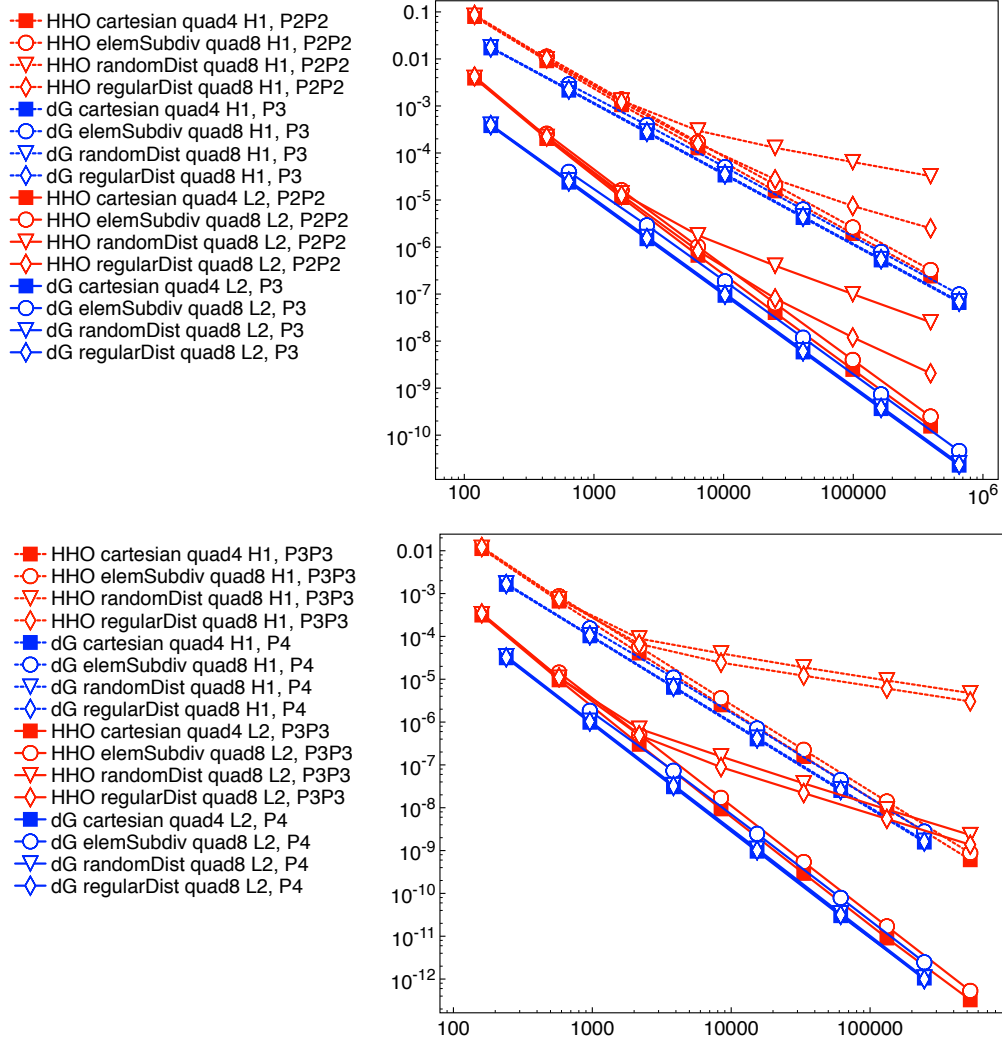 HHO cartesian quad4 H1, P2P2
HHO elemSubdiv quad8 H1, P2P2
HHO randomDist quad8 H1, P2P2
HHO regularDist quad8 H1, P2P2
dG cartesian quad4 H1, P3
dG elemSubdiv quad8 H1, P3
dG randomDist quad8 H1, P3
dG regularDist quad8 H1, P3
HHO cartesian quad4 L2, P2P2
HHO elemSubdiv quad8 L2, P2P2
HHO randomDist quad8 L2, P2P2
HHO regularDist quad8 L2, P2P2
dG cartesian quad4 L2, P3
dG elemSubdiv quad8 L2, P3
dG randomDist quad8 L2, P3
dG regularDist quad8 L2, P3
0.1
0.01
10⁻³
10⁻⁴
10⁻⁵
10⁻⁶
10⁻⁷
10⁻⁸
10⁻⁹
10⁻¹⁰
100 1000 10000 100000 10⁶
HHO cartesian quad4 H1, P3P3
HHO elemSubdiv quad8 H1, P3P3
HHO randomDist quad8 H1, P3P3
HHO regularDist quad8 H1, P3P3
dG cartesian quad4 H1, P4
dG elemSubdiv quad8 H1, P4
dG randomDist quad8 H1, P4
dG regularDist quad8 H1, P4
HHO cartesian quad4 L2, P3P3
HHO elemSubdiv quad8 L2, P3P3
HHO randomDist quad8 L2, P3P3
HHO regularDist quad8 L2, P3P3
dG cartesian quad4 L2, P4
dG elemSubdiv quad8 L2, P4
dG randomDist quad8 L2, P4
dG regularDist quad8 L2, P4
0.01
10⁻³
10⁻⁴
10⁻⁵
10⁻⁶
10⁻⁷
10⁻⁸
10⁻⁹
10⁻¹⁰
10⁻¹¹
10⁻¹²
100 1000 10000 100000